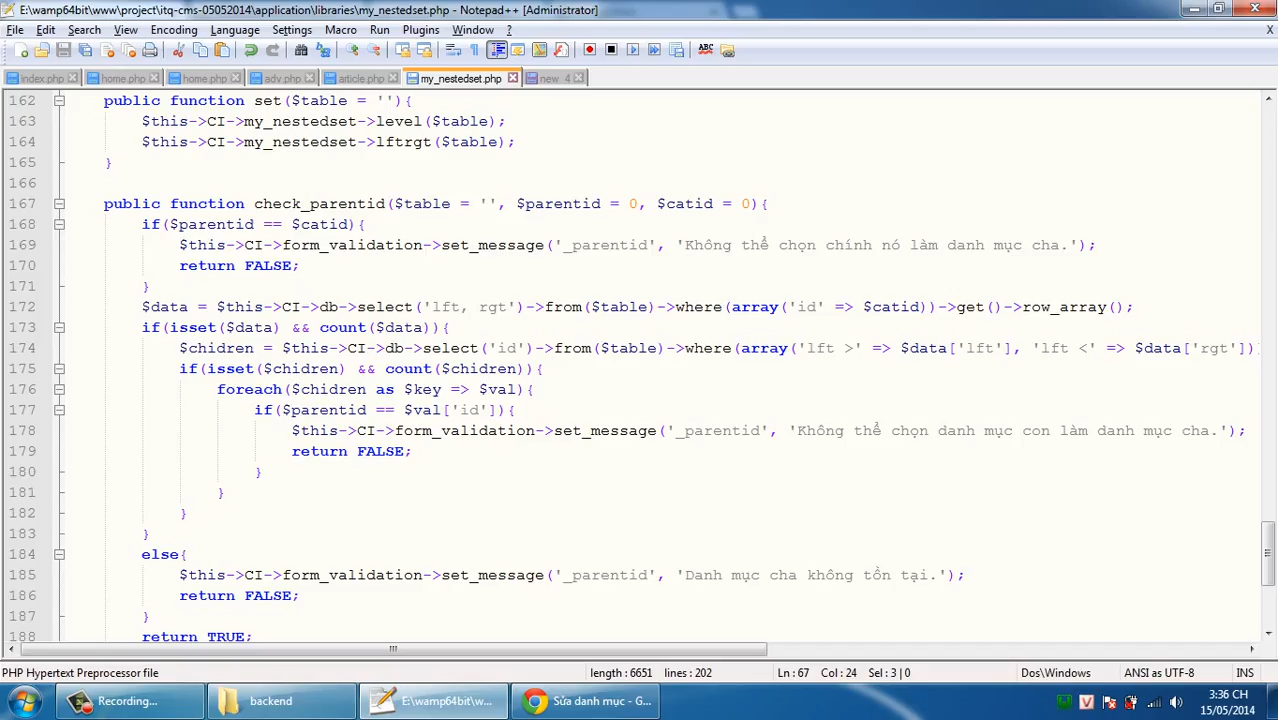 E:\wamp64bit\www\project\itq-cms-05052014\application\libraries\my_nestedset.php - Notepad++ [Administrator]
File Edit Search View Encoding Language Settings Macro Run Plugins Window ? X
index.php home.php home.php adv.php article.php my_nestedset.php new 4
162 public function set($table = ''){
163 $this->CI->my_nestedset->level($table);
164 $this->CI->my_nestedset->lftrgt($table);
165 }
166
167 public function check_parentid($table = '', $parentid = 0, $catid = 0){
168 if($parentid == $catid){
169 $this->CI->form_validation->set_message('_parentid', 'Không thể chọn chính nó làm danh mục cha.');
170 return FALSE;
171 }
172 $data = $this->CI->db->select('lft, rgt')->from($table)->where(array('id' => $catid))->get()->row_array();
173 if(isset($data) && count($data)){
174 $chidren = $this->CI->db->select('id')->from($table)->where(array('lft >' => $data['lft'], 'lft <' => $data['rgt'])
175 if(isset($chidren) && count($chidren)){
176 foreach($chidren as $key => $val){
177 if($parentid == $val['id']){
178 $this->CI->form_validation->set_message('_parentid', 'Không thể chọn danh mục con làm danh mục cha.');
179 return FALSE;
180 }
181 }
182 }
183 }
184 else{
185 $this->CI->form_validation->set_message('_parentid', 'Danh mục cha không tồn tại.');
186 return FALSE;
187 }
188 return TRUE;
PHP Hypertext Preprocessor file length : 6651 lines : 202 Ln : 67 Col : 24 Sel : 3 | 0 Dos\Windows ANSI as UTF-8 INS
Recording... backend E:\wamp64bit\w... Sửa danh mục - G... 3:36 CH
15/05/2014